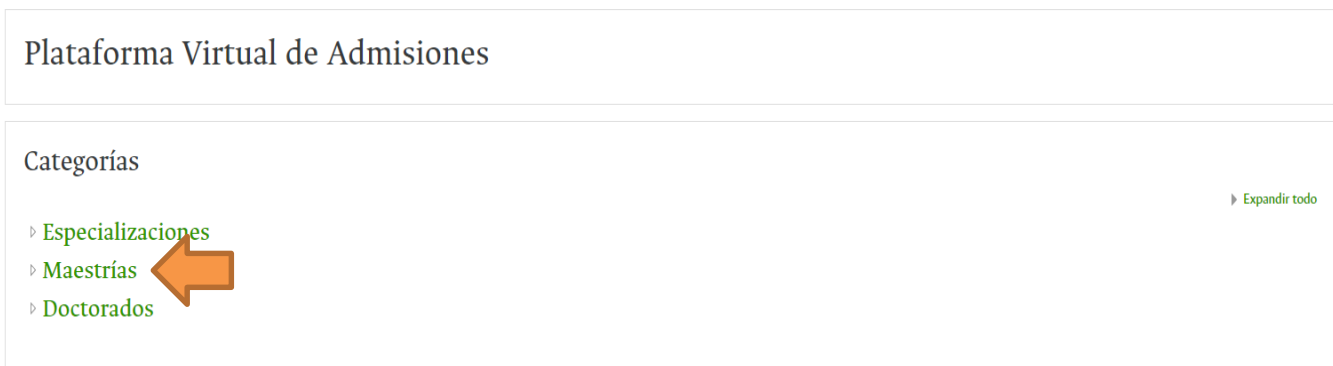 Plataforma Virtual de Admisiones
Categorías
Expandir todo
Especializaciones
Maestrías
Doctorados